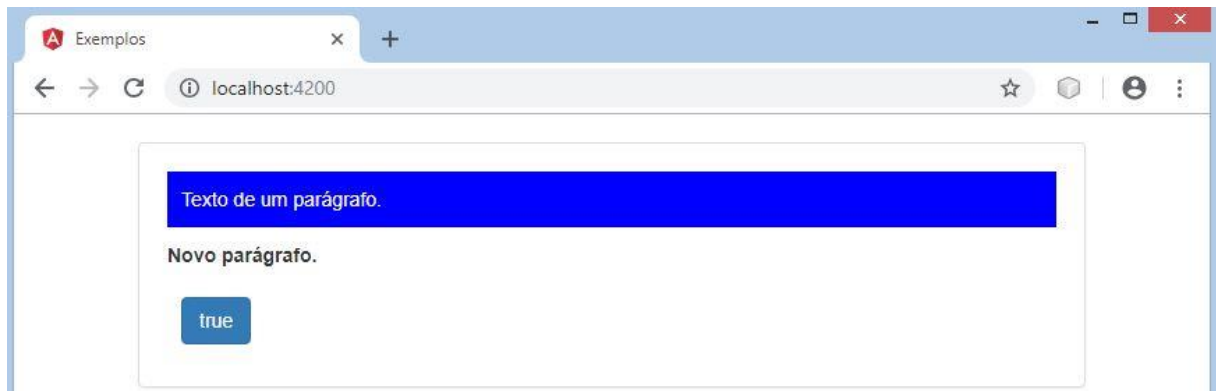 Exemplos
localhost:4200
Texto de um parágrafo.
Novo parágrafo.
true